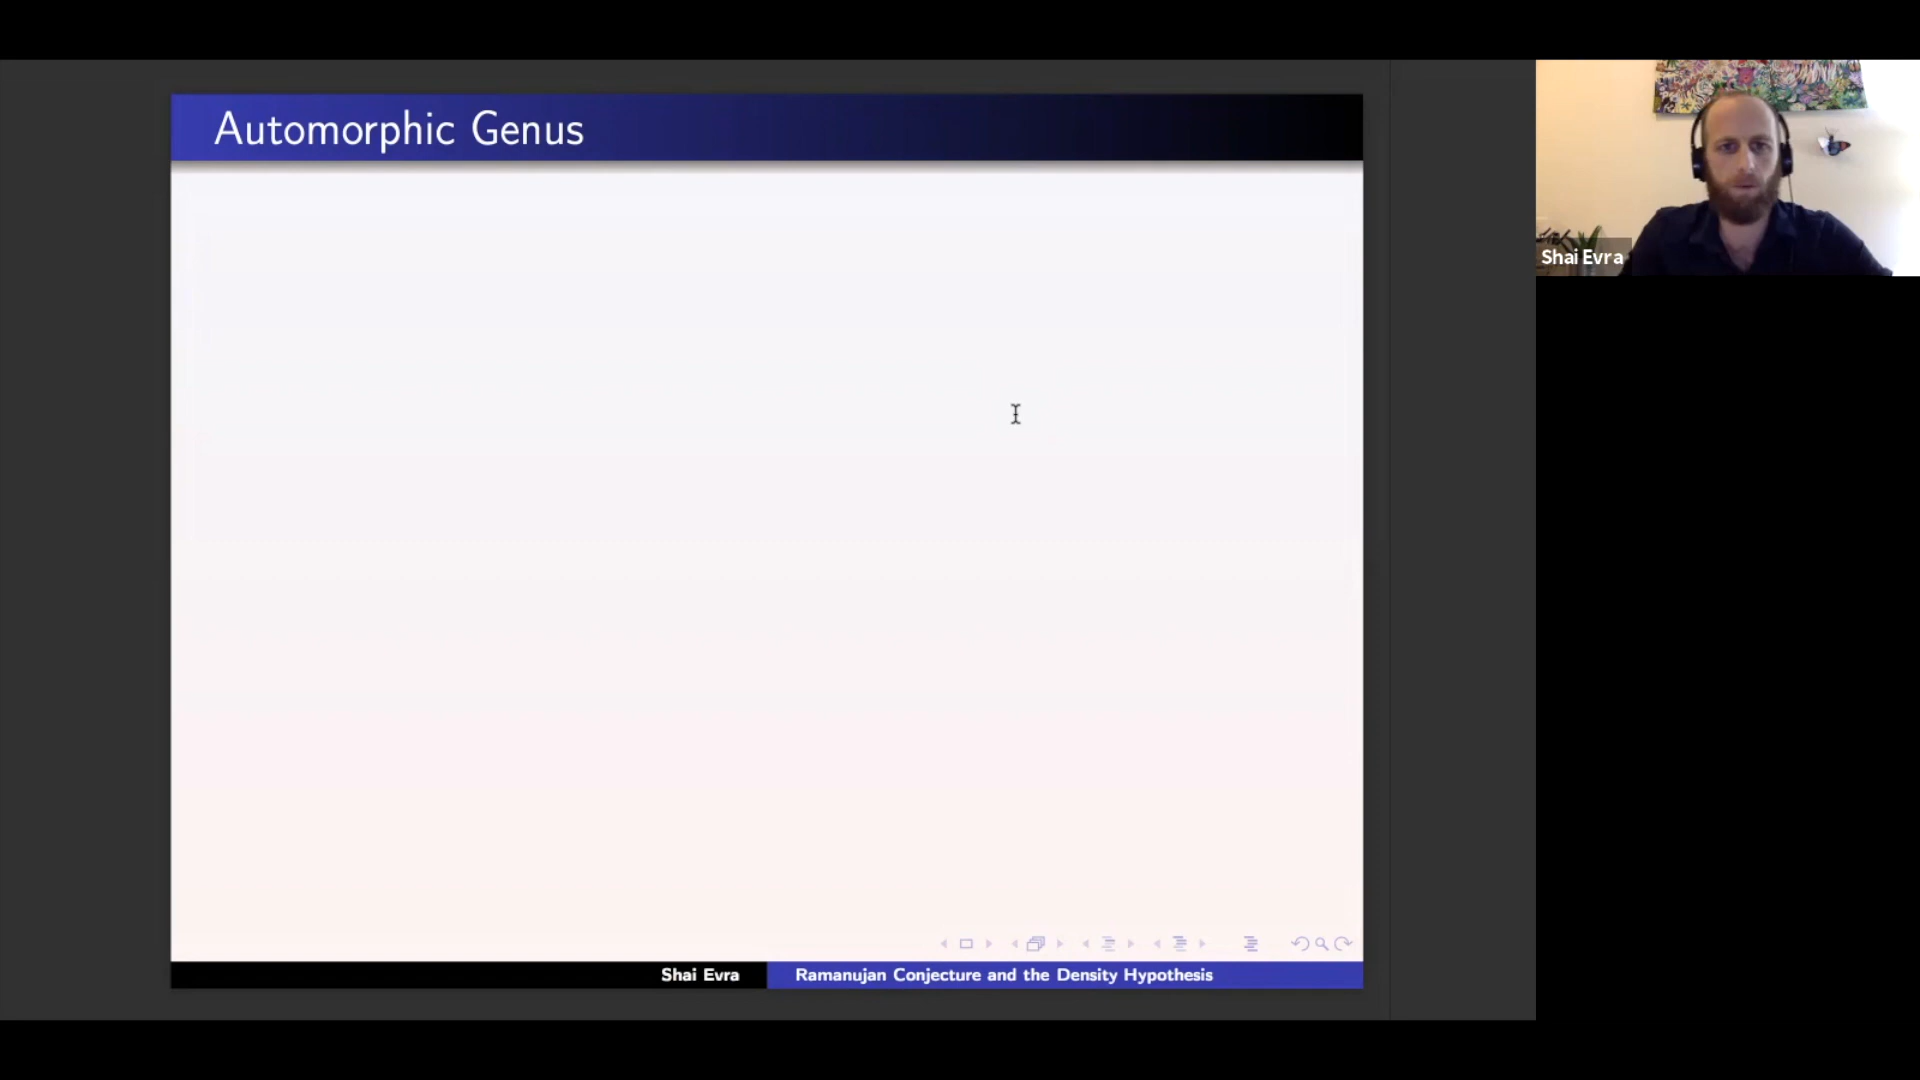 Automorphic Genus
Shai Evra
Shai Evra
Ramanujan Conjecture and the Density Hypothesis